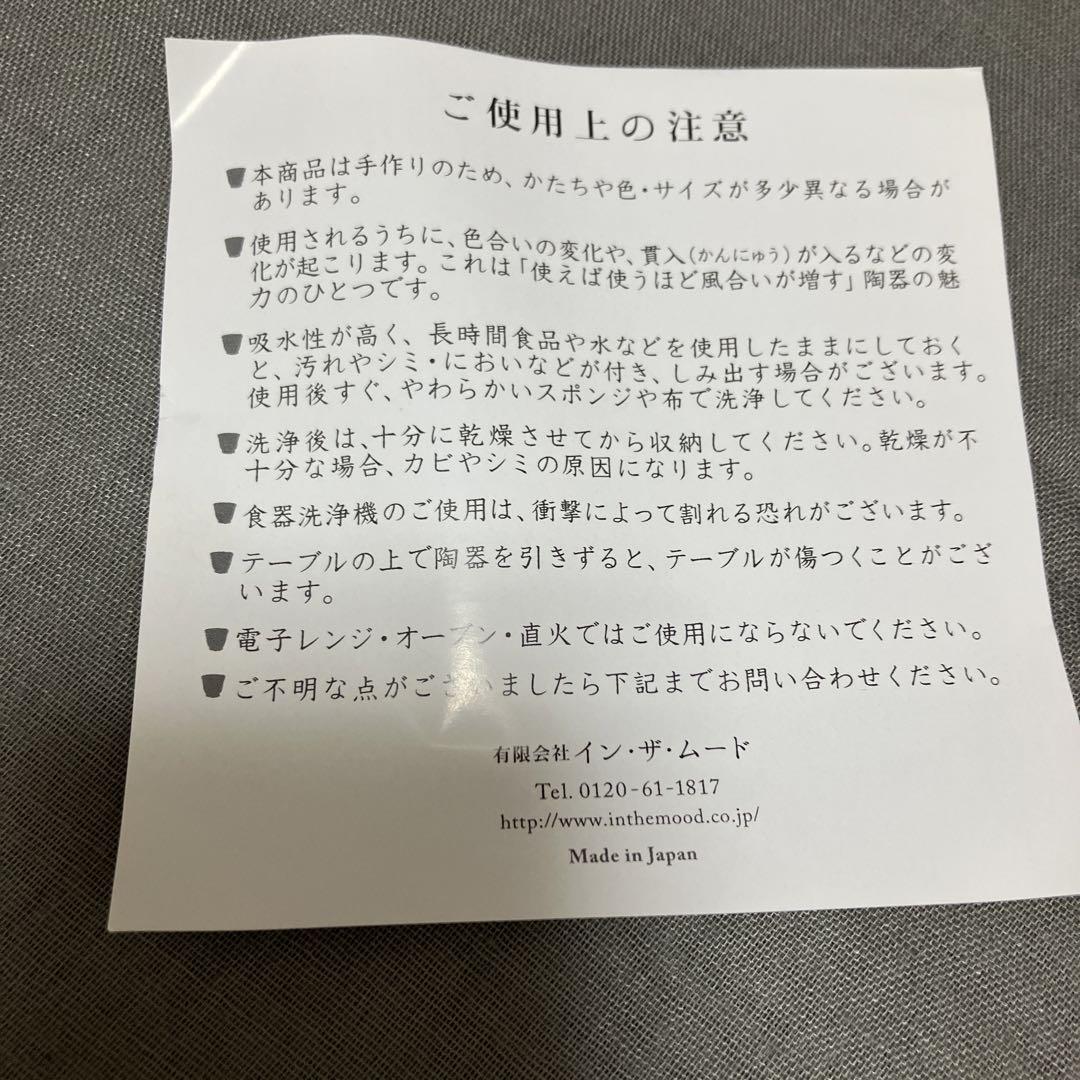 ご使用上の注意
本商品は手作りのため、かたちや色・サイズが多少異なる場合が
あります。
使用されるうちに、色合いの変化や、貫入(かんにゅう)が入るなどの変
化が起こります。これは「使えば使うほど風合いが増す」陶器の魅
力のひとつです。
吸水性が高く、長時間食品や水などを使用したままにしておく
と、汚れやシミ・においなどが付き、しみ出す場合がございます。
使用後すぐ、やわらかいスポンジや布で洗浄してください。
洗浄後は、十分に乾燥させてから収納してください。乾燥が不
十分な場合、カビやシミの原因になります。
食器洗浄機のご使用は、衝撃によって割れる恐れがございます。
テーブルの上で陶器を引きずると、テーブルが傷つくことがござ
います。
電子レンジ・オーブン・直火ではご使用にならないでください。
ご不明な点がございましたら下記までお問い合わせください。
有限会社イン・ザ・ムード
Tel. 0120-61-1817
http://www.inthemood.co.jp/
Made in Japan